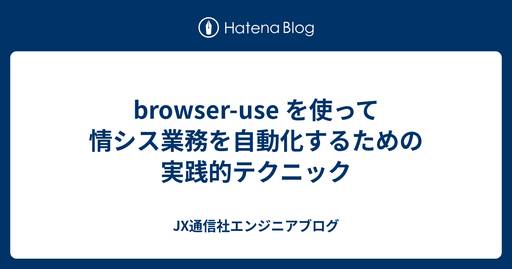 Hatena Blog
browser-use を使って
情シス業務を自動化するための
実践的テクニック
JX通信社エンジニアブログ